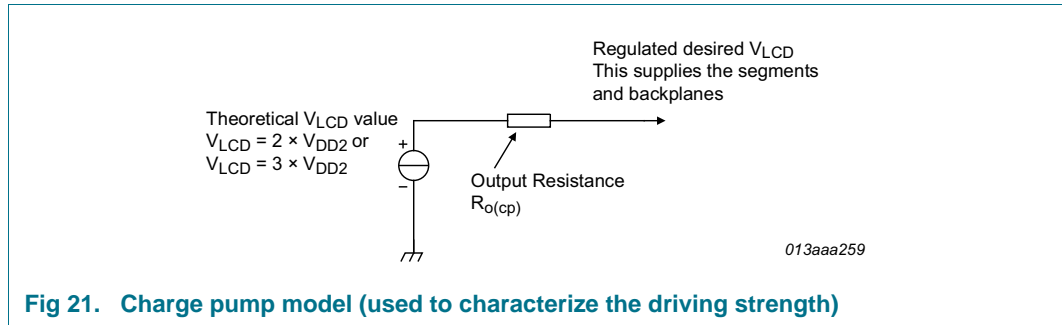 Regulated desired VLCD
This supplies the segments
and backplanes
Theoretical VLCD value
VLCD = 2 × VDD2 or
VLCD = 3 × VDD2
+
−
Output Resistance
Ro(cp)
013aaa259
Fig 21. Charge pump model (used to characterize the driving strength)